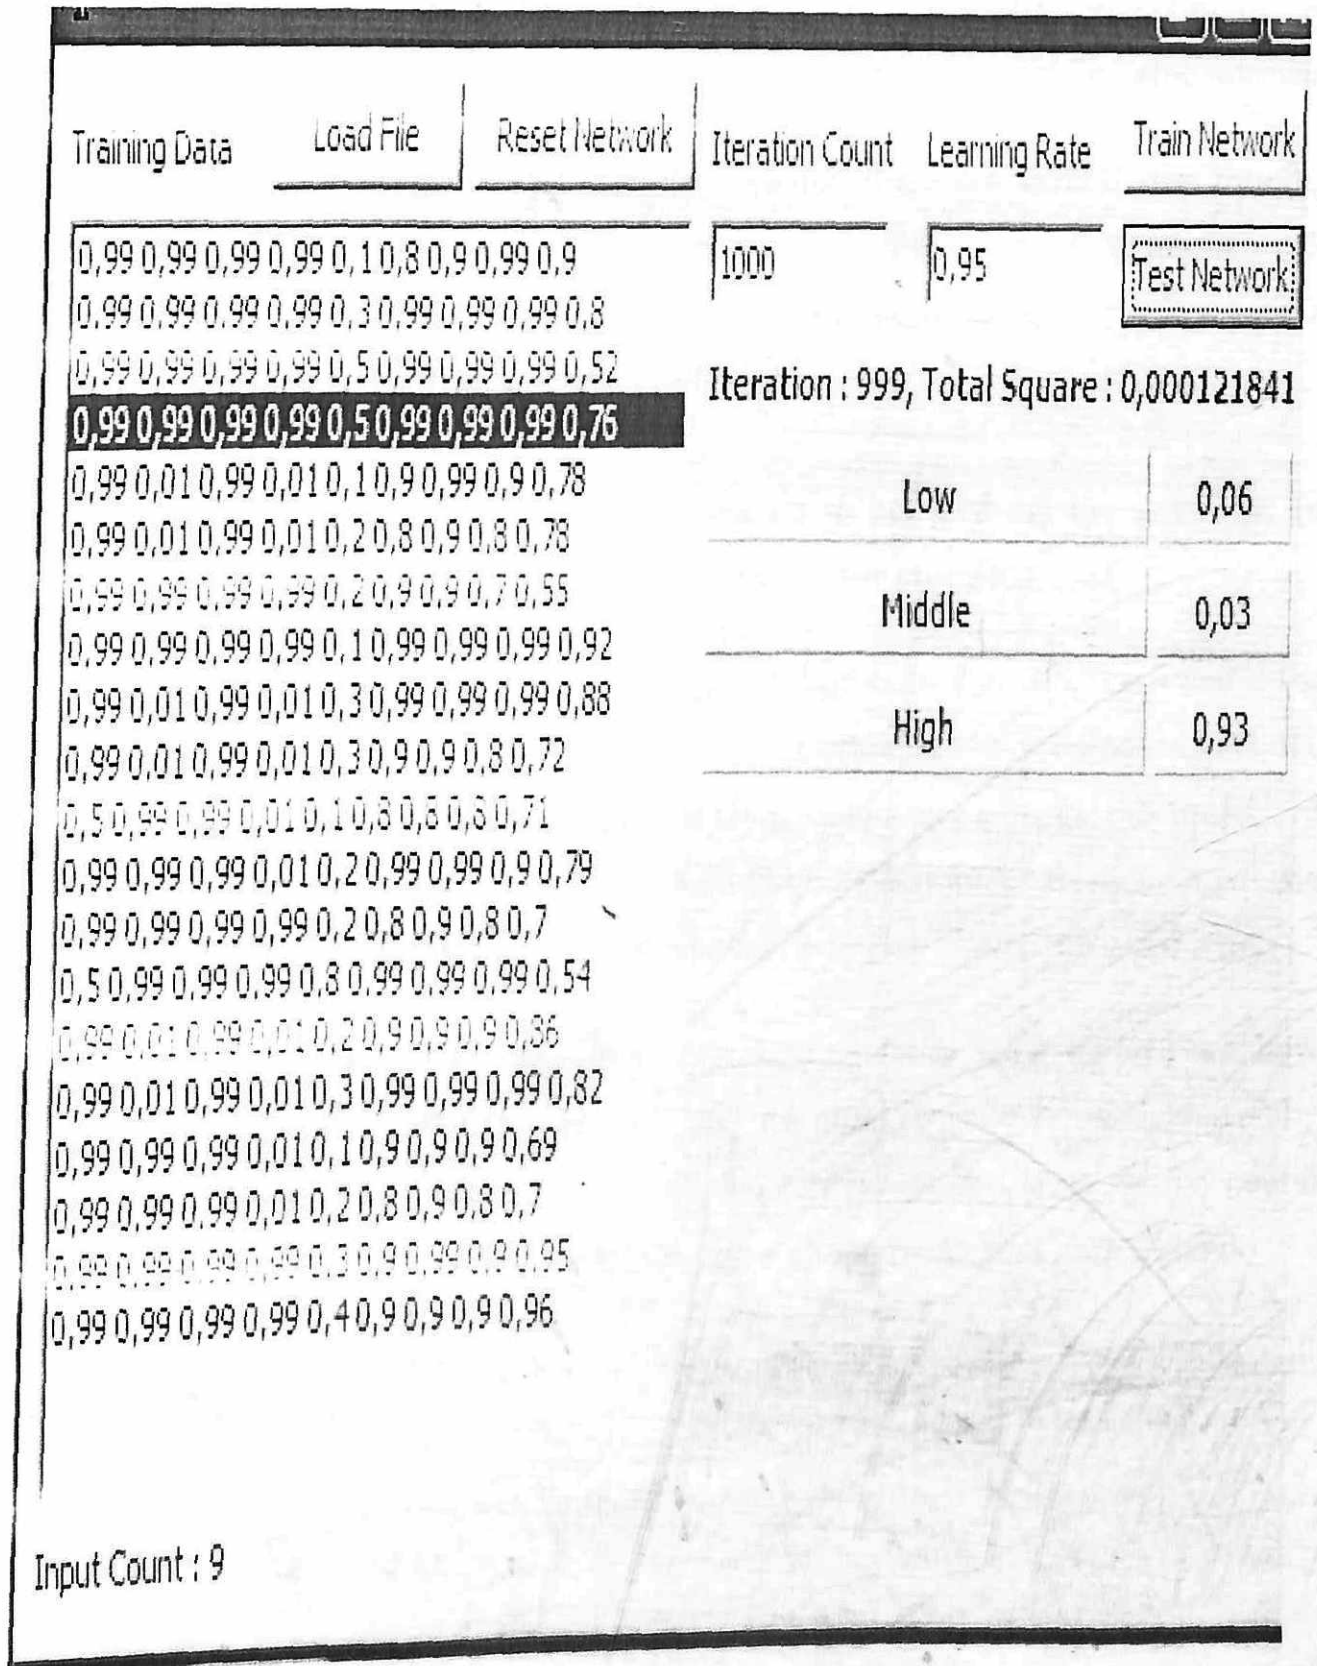 Training Data Load File Reset Network Iteration Count Learning Rate Train Network
1000 0,95 Test Network
0,99 0,99 0,99 0,99 0,1 0,8 0,9 0,99 0,9
0,99 0,99 0,99 0,99 0,3 0,99 0,99 0,99 0,8
0,99 0,99 0,99 0,99 0,5 0,99 0,99 0,99 0,52
0,99 0,99 0,99 0,99 0,5 0,99 0,99 0,99 0,76
0,99 0,01 0,99 0,01 0,1 0,9 0,99 0,9 0,78
0,99 0,01 0,99 0,01 0,2 0,8 0,9 0,8 0,78
0,99 0,99 0,99 0,99 0,2 0,9 0,9 0,7 0,55
0,99 0,99 0,99 0,99 0,1 0,99 0,99 0,99 0,92
0,99 0,01 0,99 0,01 0,3 0,99 0,99 0,99 0,88
0,99 0,01 0,99 0,01 0,3 0,9 0,9 0,8 0,72
0,5 0,99 0,99 0,01 0,1 0,8 0,8 0,8 0,71
0,99 0,99 0,99 0,01 0,2 0,99 0,99 0,9 0,79
0,99 0,99 0,99 0,99 0,2 0,8 0,9 0,8 0,7
0,5 0,99 0,99 0,99 0,8 0,99 0,99 0,99 0,54
0,99 0,01 0,99 0,01 0,2 0,9 0,9 0,9 0,86
0,99 0,01 0,99 0,01 0,3 0,99 0,99 0,99 0,82
0,99 0,99 0,99 0,01 0,1 0,9 0,9 0,9 0,69
0,99 0,99 0,99 0,01 0,2 0,8 0,9 0,8 0,7
0,99 0,99 0,99 0,99 0,3 0,9 0,99 0,9 0,95
0,99 0,99 0,99 0,99 0,4 0,9 0,9 0,9 0,96
Iteration : 999, Total Square : 0,000121841
Low 0,06
Middle 0,03
High 0,93
Input Count : 9